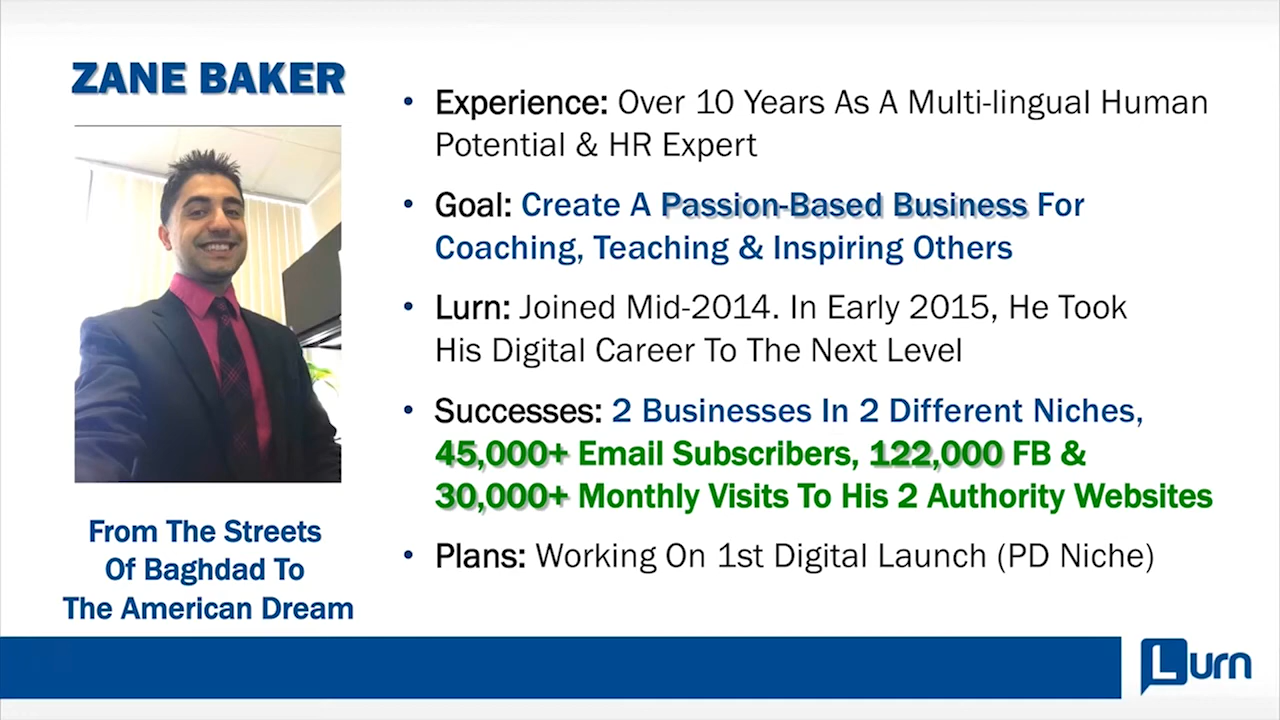 ZANE BAKER
From The Streets
Of Baghdad To
The American Dream
• Experience: Over 10 Years As A Multi-lingual Human
Potential & HR Expert
• Goal: Create A Passion-Based Business For
Coaching, Teaching & Inspiring Others
• Lurn: Joined Mid-2014. In Early 2015, He Took
His Digital Career To The Next Level
• Successes: 2 Businesses In 2 Different Niches,
45,000+ Email Subscribers, 122,000 FB &
30,000+ Monthly Visits To His 2 Authority Websites
• Plans: Working On 1st Digital Launch (PD Niche)
Lurn